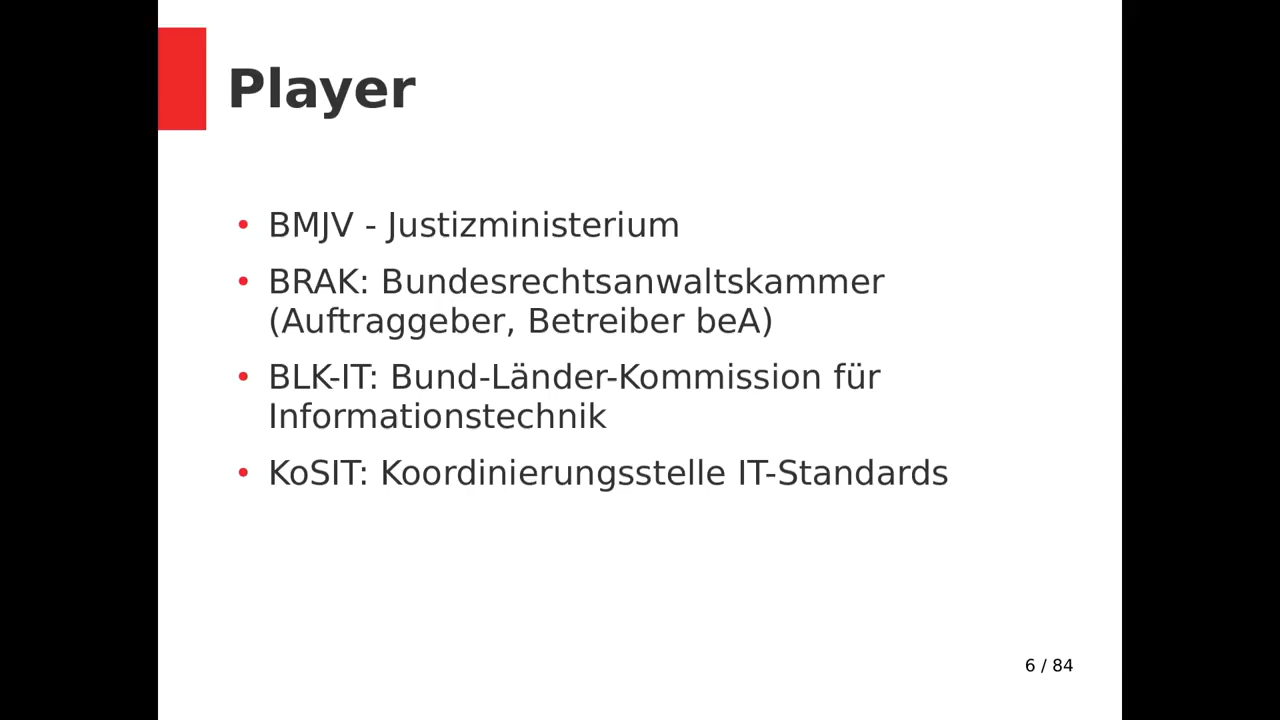 Player
• BMJV - Justizministerium
• BRAK: Bundesrechtsanwaltskammer
(Auftraggeber, Betreiber beA)
• BLK-IT: Bund-Länder-Kommission für
Informationstechnik
• KoSIT: Koordinierungsstelle IT-Standards
6 / 84